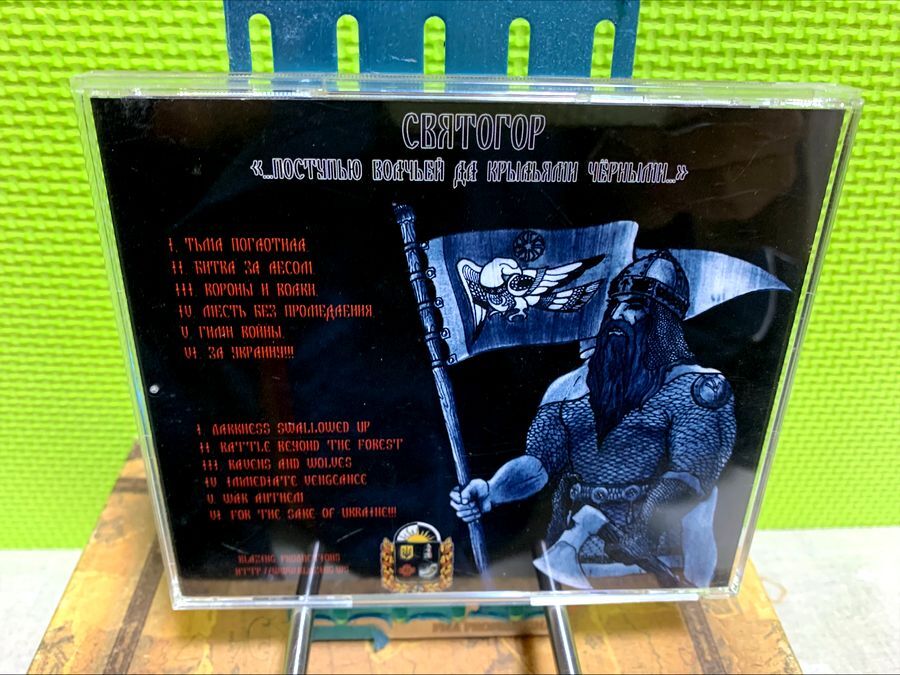 СВЯТОГОР
«...ПОСТУПЬЮ ВОЛЧЬЕЙ ДА КРЫЛЬЯМИ ЧЁРНЫМИ...»
I. ТЬМА ПОГЛОТИЛА
II. БИТВА ЗА ЛЕСОМ
III. ВОРОНЫ И ВОЛКИ
IV. МЕСТЬ БЕЗ ПРОМЕДЛЕНИЯ
V. ГИМН ВОЙНЫ
VI. ЗА УКРАИНУ!!!
I. DARKNESS SWALLOWED UP
II BATTLE BEYOND THE FOREST
III RAVENS AND WOLVES
IV IMMEDIATE VENGEANCE
V. WAR ANTHEM
VI FOR THE SAKE OF UKRAINE!!!
BLAZING PRODUCTIONS